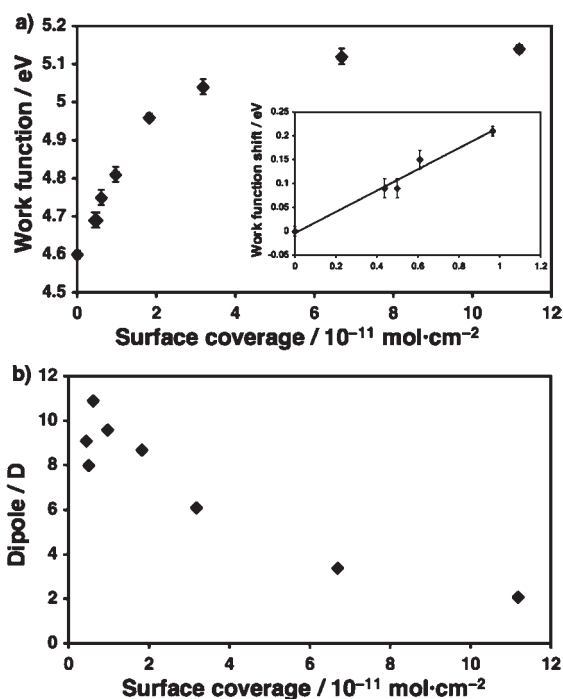 a)
5.2
5.1
5
4.9
4.8
4.7
4.6
4.5
Work function / eV
0 2 4 6 8 10 12
Surface coverage / 10⁻¹¹ mol·cm⁻²
0.25
0.2
0.15
0.1
0.05
0
-0.05
Work function shift / eV
0 0.2 0.4 0.6 0.8 1 1.2
b)
12
10
8
6
4
2
0
Dipole / D
0 2 4 6 8 10 12
Surface coverage / 10⁻¹¹ mol·cm⁻²